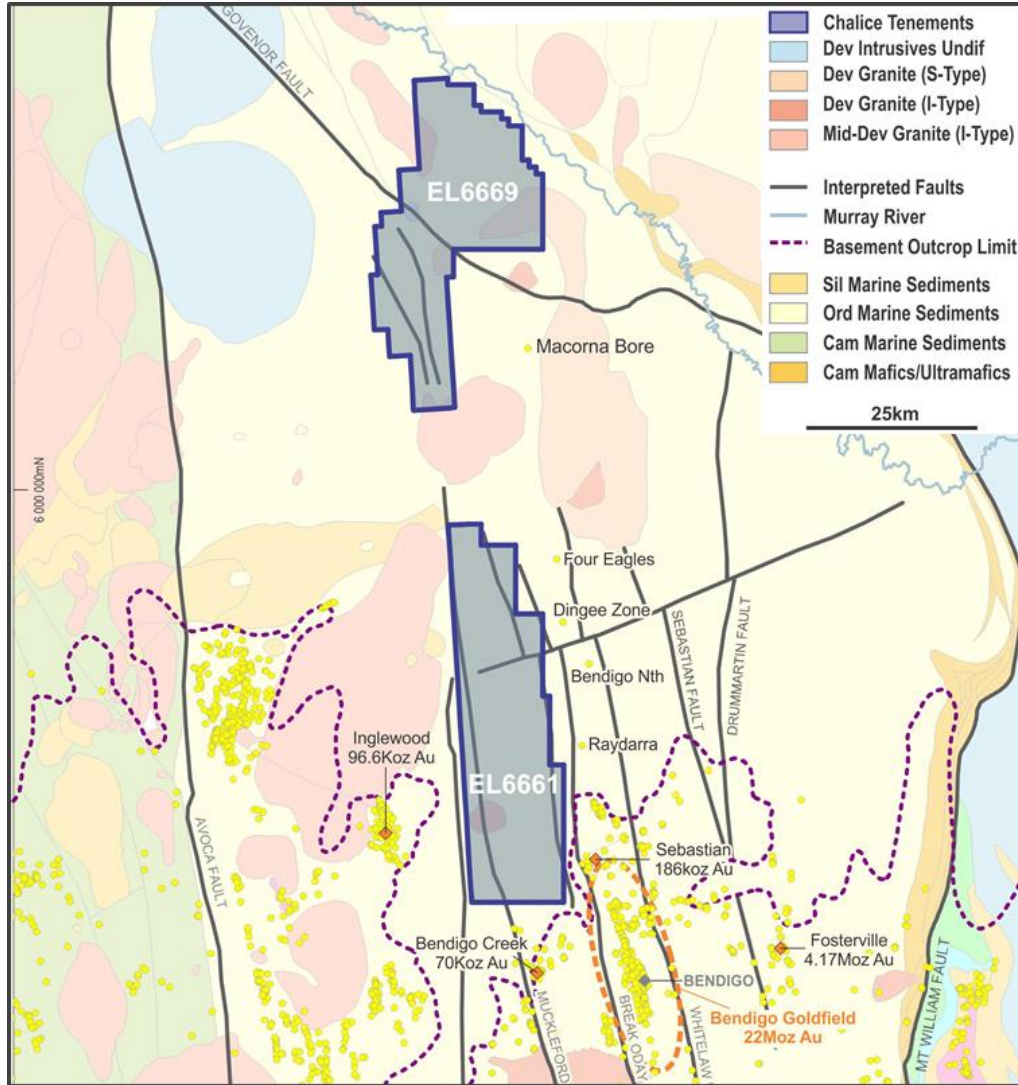 GOVENOR FAULT
EL6669
Macorna Bore
6 000 000mN
Four Eagles
Dingee Zone
Bendigo Nth
SEBASTIAN FAULT
DRUMMARTIN FAULT
Raydarra
Inglewood
96.6Koz Au
EL6661
AVOCA FAULT
Sebastian
186koz Au
Bendigo Creek
70Koz Au
Fosterville
4.17Moz Au
BENDIGO
Bendigo Goldfield
22Moz Au
MUCKLEFORD
BREAK ODAY
WHITELAW
MT WILLIAM FAULT
Chalice Tenements
Dev Intrusives Undif
Dev Granite (S-Type)
Dev Granite (I-Type)
Mid-Dev Granite (I-Type)
Interpreted Faults
Murray River
Basement Outcrop Limit
Sil Marine Sediments
Ord Marine Sediments
Cam Marine Sediments
Cam Mafics/Ultramafics
25km